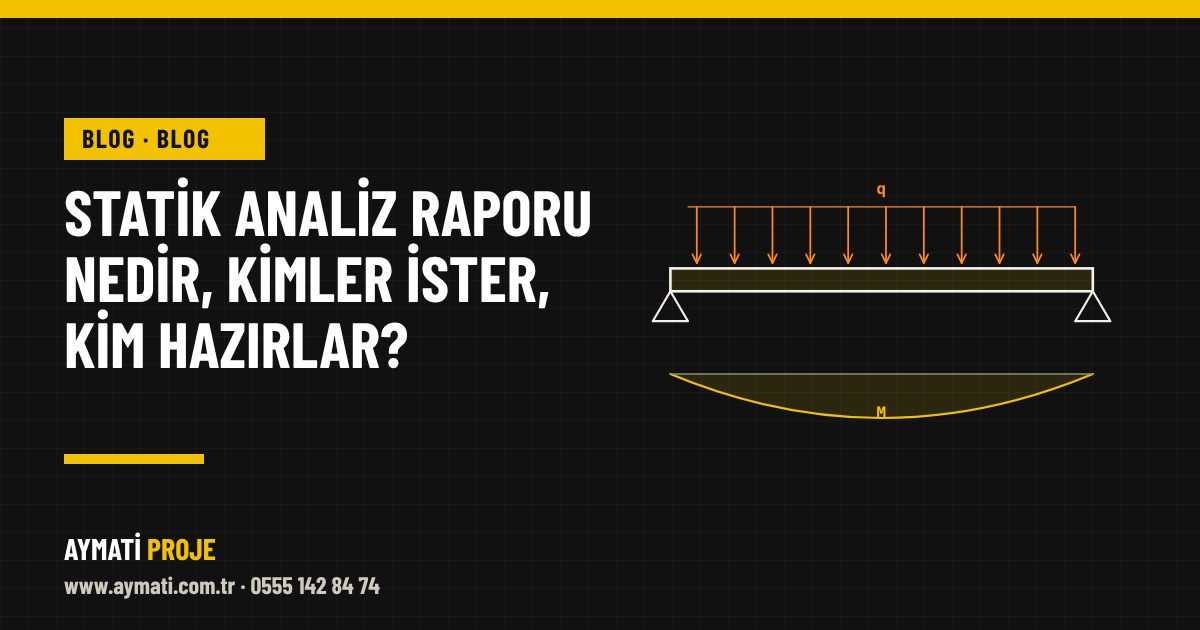 BLOG · BLOG
STATİK ANALİZ RAPORU
NEDİR, KİMLER İSTER,
KİM HAZIRLAR?
q
M
AYMATİ PROJE
www.aymati.com.tr · 0555 142 84 74